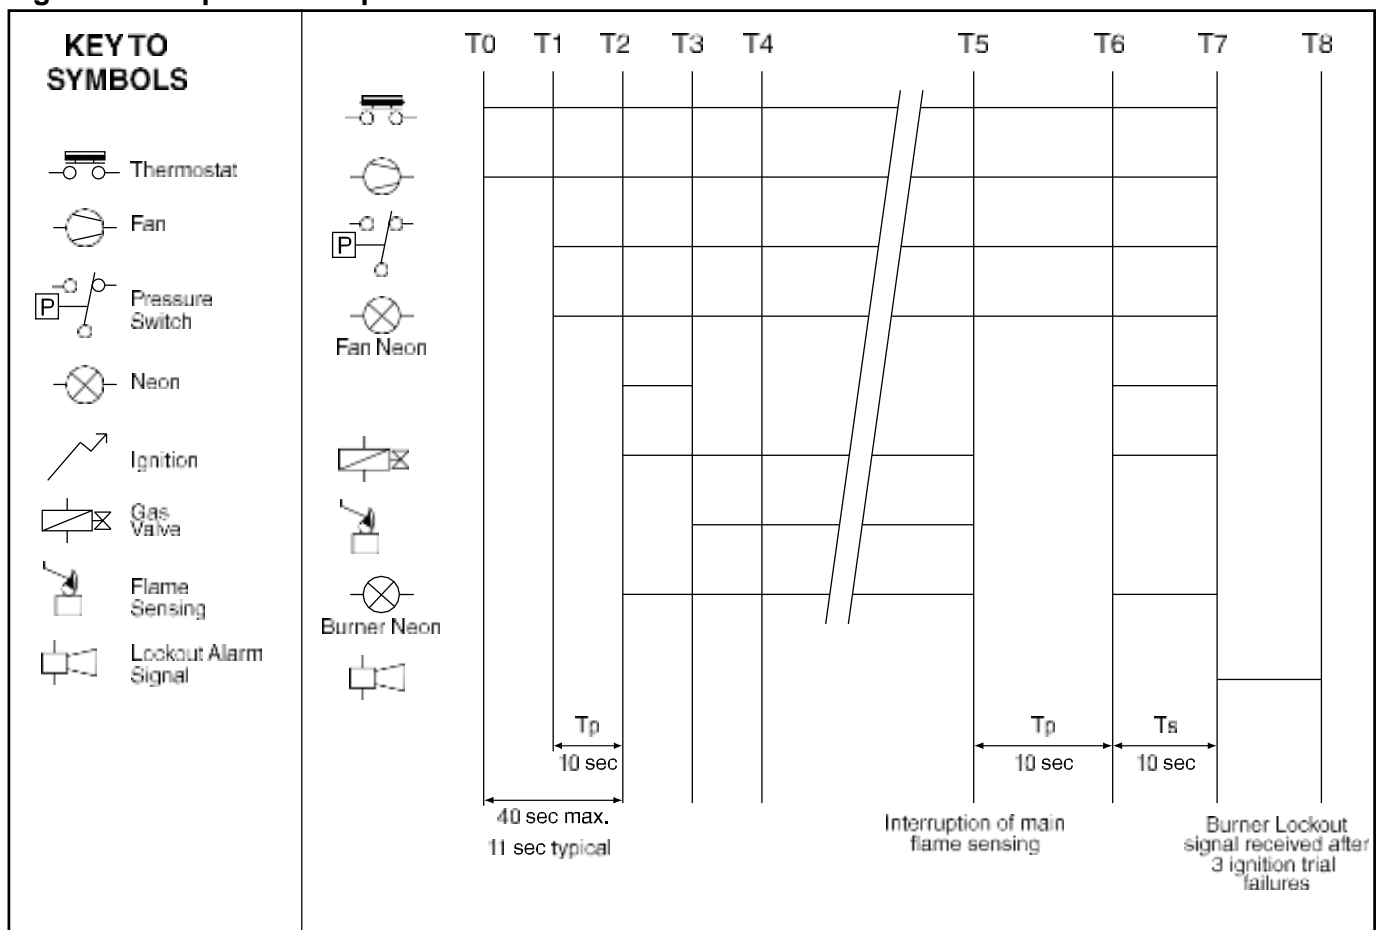 KEY TO
SYMBOLS
Thermostat
Fan
P
Pressure
Switch
Neon
Ignition
Gas
Valve
Flame
Sensing
Lockout Alarm
Signal
T0 T1 T2 T3 T4 T5 T6 T7 T8
P
Fan Neon
Burner Neon
Tp
10 sec
Tp
10 sec
Ts
10 sec
40 sec max.
11 sec typical
Interruption of main
flame sensing
Burner Lockout
signal received after
3 ignition trial
failures